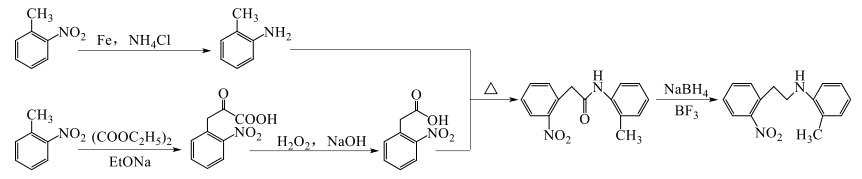 CH₃
NO₂
Fe，NH₄Cl
CH₃
NH₂
CH₃
NO₂
(COOC₂H₅)₂
EtONa
O
COOH
NO₂
H₂O₂，NaOH
O
OH
NO₂
△
H
N
O
NO₂
CH₃
NaBH₄
BF₃
H
N
NO₂
H₃C